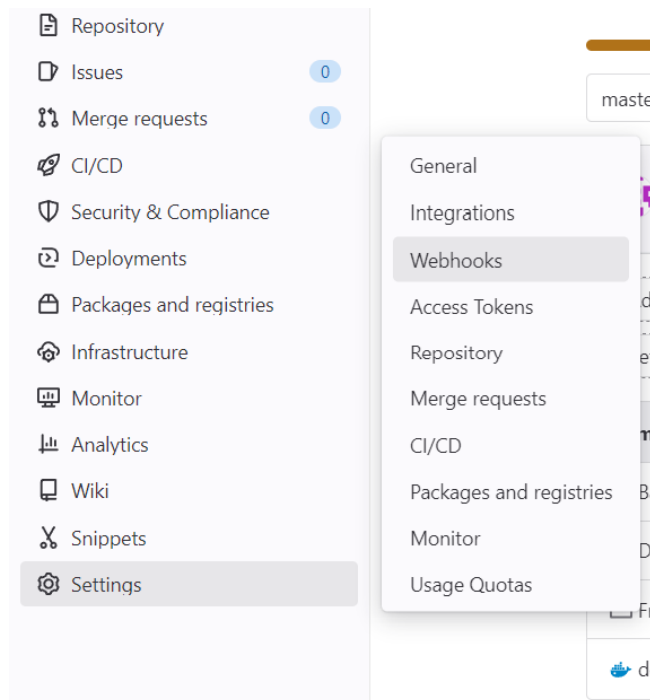 Repository
Issues 0
Merge requests 0
CI/CD
Security & Compliance
Deployments
Packages and registries
Infrastructure
Monitor
Analytics
Wiki
Snippets
Settings
General
Integrations
Webhooks
Access Tokens
Repository
Merge requests
CI/CD
Packages and registries
Monitor
Usage Quotas
maste